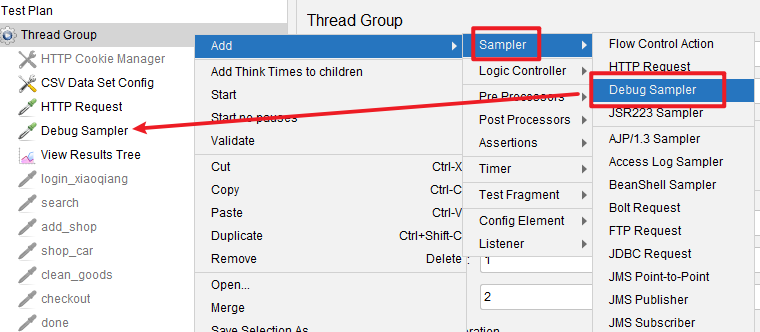 Test Plan
Thread Group
HTTP Cookie Manager
CSV Data Set Config
HTTP Request
Debug Sampler
View Results Tree
login_xiaoqiang
search
add_shop
shop_car
clean_goods
checkout
done
Thread Group
Add
Add Think Times to children
Start
Start no pauses
Validate
Cut Ctrl-X
Copy Ctrl-C
Paste Ctrl-V
Duplicate Ctrl+Shift-C
Remove Delete
Open...
Merge
Save Selection As
Sampler
Logic Controller
Pre Processors
Post Processors
Assertions
Timer
Test Fragment
Config Element
Listener
: 1
2
Flow Control Action
HTTP Request
Debug Sampler
JSR223 Sampler
AJP/1.3 Sampler
Access Log Sampler
BeanShell Sampler
Bolt Request
FTP Request
JDBC Request
JMS Point-to-Point
JMS Publisher
JMS Subscriber